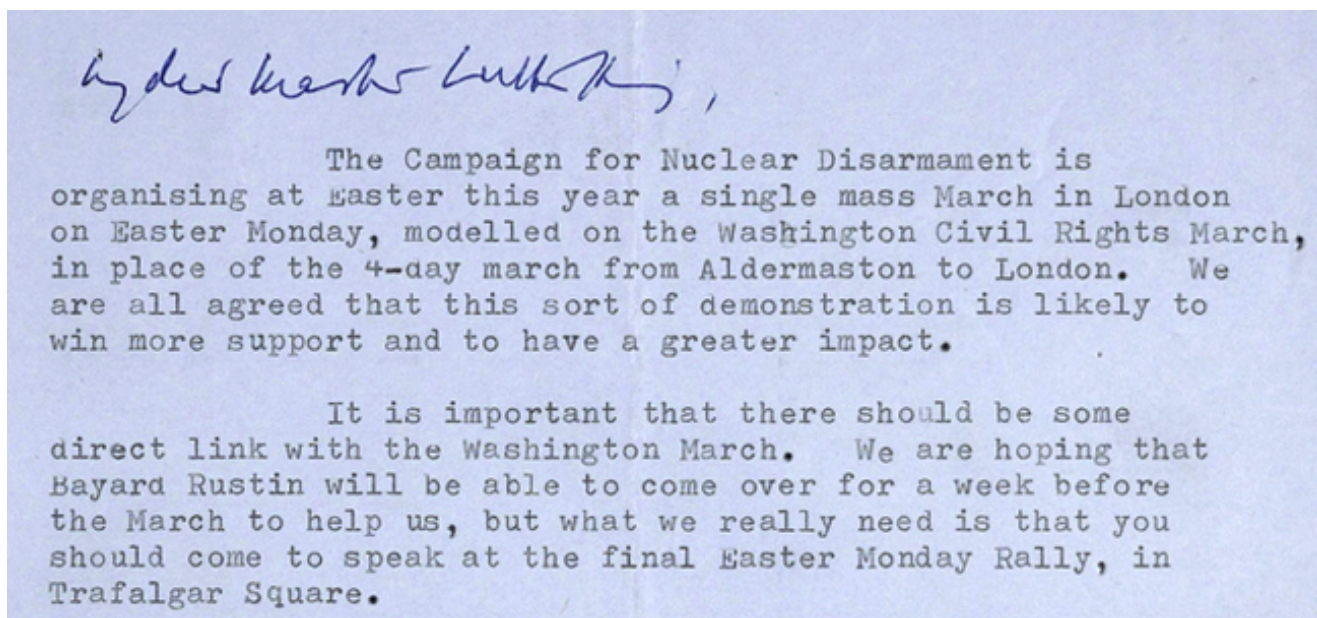 My dear Martin Luther King,
The Campaign for Nuclear Disarmament is
organising at Easter this year a single mass March in London
on Easter Monday, modelled on the Washington Civil Rights March,
in place of the 4-day march from Aldermaston to London. We
are all agreed that this sort of demonstration is likely to
win more support and to have a greater impact.
It is important that there should be some
direct link with the Washington March. We are hoping that
Bayard Rustin will be able to come over for a week before
the March to help us, but what we really need is that you
should come to speak at the final Easter Monday Rally, in
Trafalgar Square.